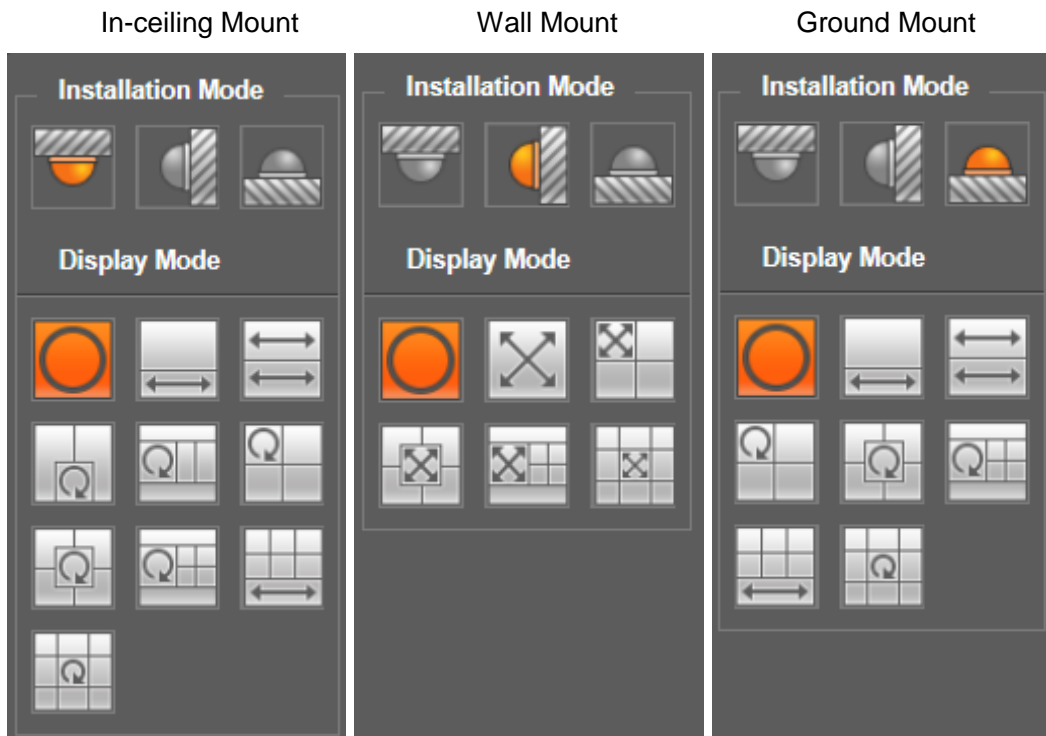 In-ceiling Mount
Wall Mount
Ground Mount
Installation Mode
Installation Mode
Installation Mode
Display Mode
Display Mode
Display Mode